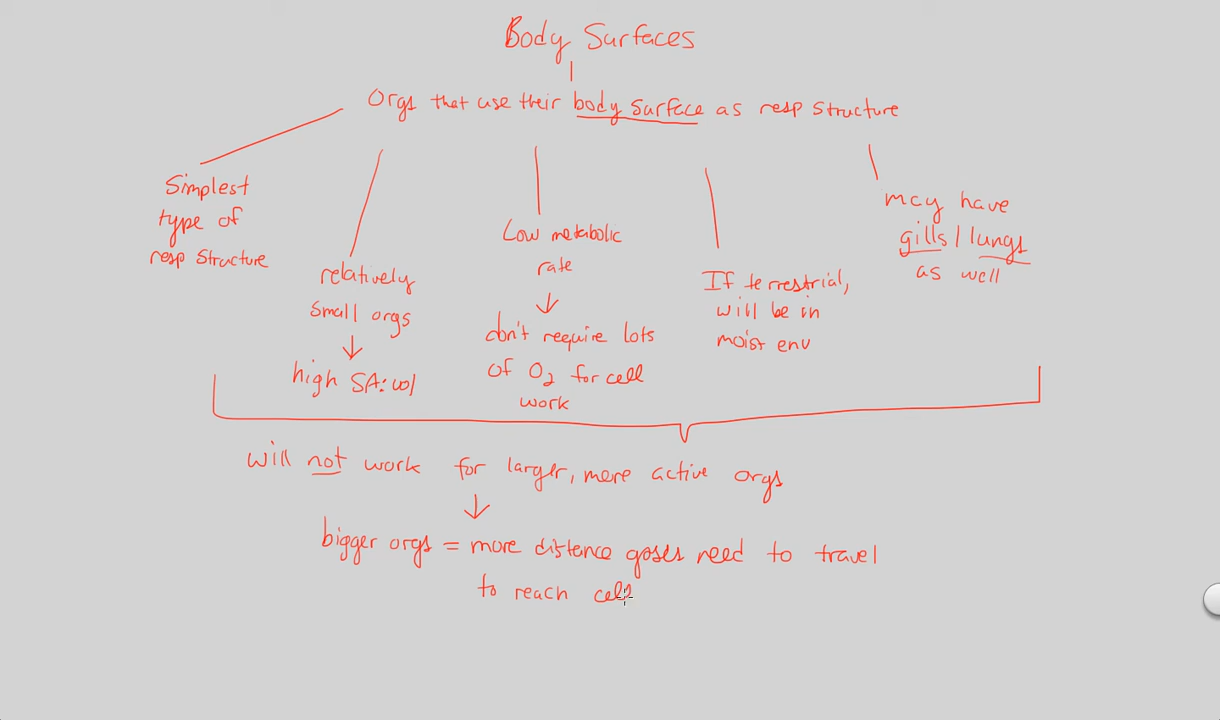 Body Surfaces
Orgs that use their body surface as resp structure
Simplest
type of
resp structure
relatively
small orgs
high SA:vol
Low metabolic
rate
don't require lots
of O2 for cell
work
If terrestrial,
will be in
moist env
may have
gills/lungs
as well
will not work for larger, more active orgs
bigger orgs = more distance gases need to travel
to reach cell